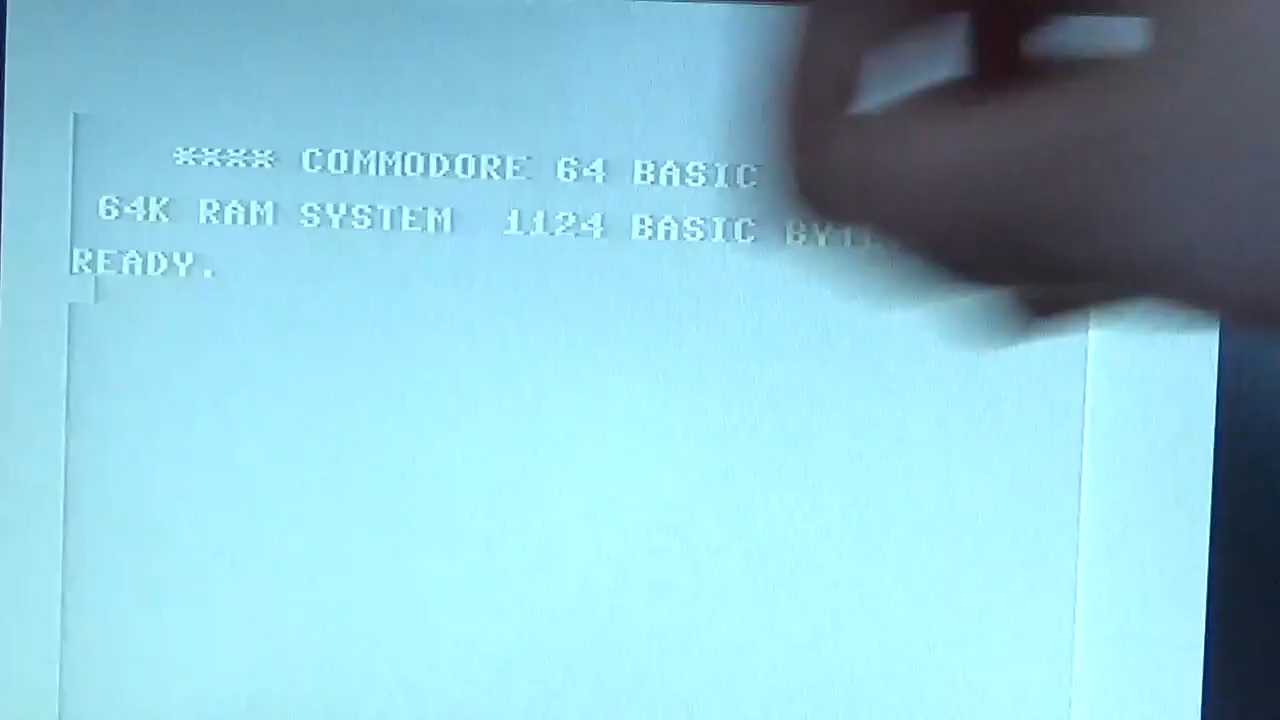 **** COMMODORE 64 BASIC
64K RAM SYSTEM 1124 BASIC
READY.